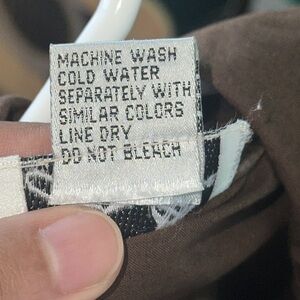 MACHINE WASH
COLD WATER
SEPARATELY WITH
SIMILAR COLORS
LINE DRY
DO NOT BLEACH